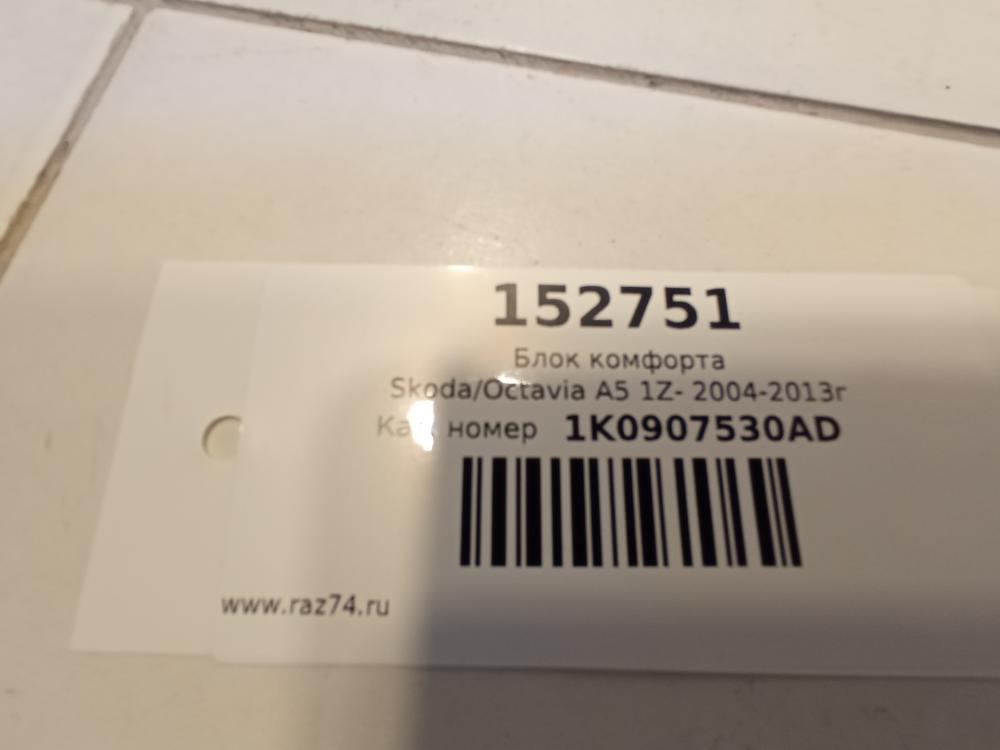 152751
Блок комфорта
Skoda/Octavia A5 1Z- 2004-2013г
номер 1K0907530AD
www.raz74.ru